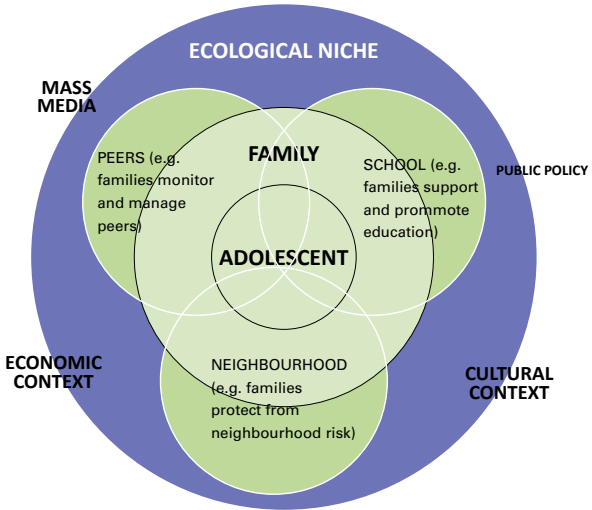 ECOLOGICAL NICHE
MASS
MEDIA
PEERS (e.g.
families monitor
and manage
peers)
FAMILY
SCHOOL (e.g.
families support
and prommote
education)
PUBLIC POLICY
ADOLESCENT
ECONOMIC
CONTEXT
NEIGHBOURHOOD
(e.g. families
protect from
neighbourhood risk)
CULTURAL
CONTEXT